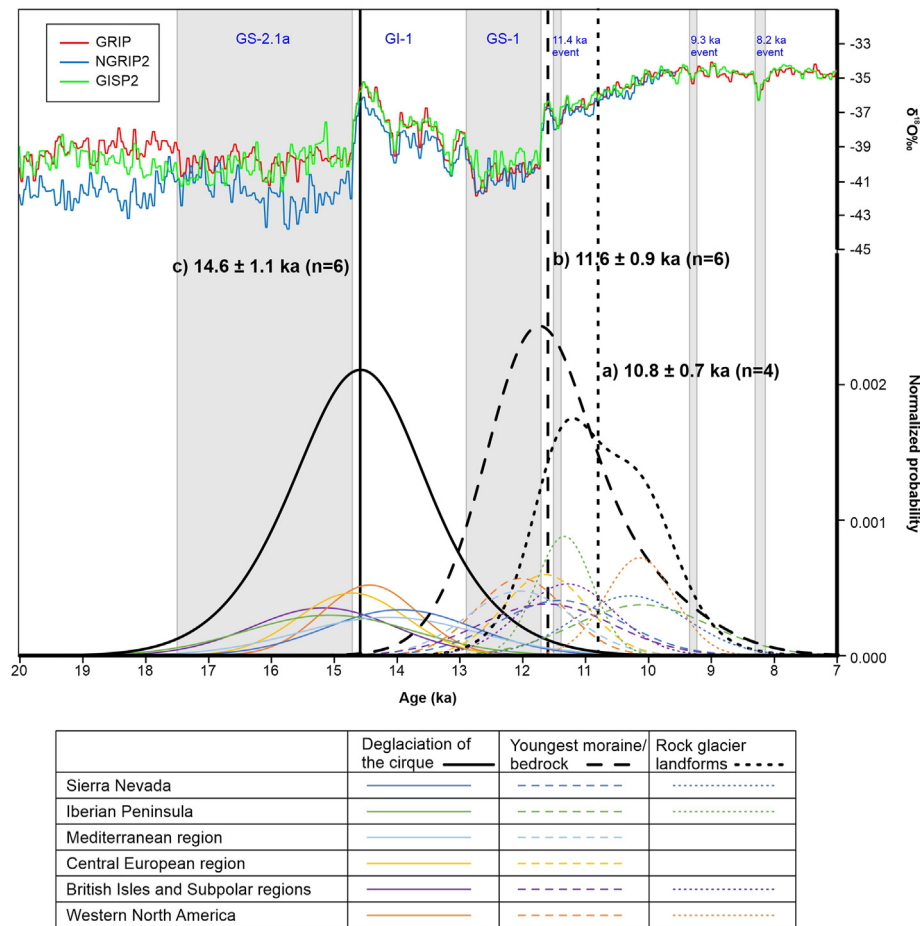 GRIP
NGRIP2
GISP2
GS-2.1a
GI-1
GS-1
11.4 ka
event
9.3 ka
event
8.2 ka
event
-33
-35
-37
-39
-41
-43
-45
δ¹⁸O‰
c) 14.6 ± 1.1 ka (n=6)
b) 11.6 ± 0.9 ka (n=6)
a) 10.8 ± 0.7 ka (n=4)
0.002
0.001
0.000
Normalized probability
20 19 18 17 16 15 14 13 12 11 10 9 8 7
Age (ka)
Deglaciation of
the cirque
Youngest moraine/
bedrock
Rock glacier
landforms
Sierra Nevada
Iberian Peninsula
Mediterranean region
Central European region
British Isles and Subpolar regions
Western North America